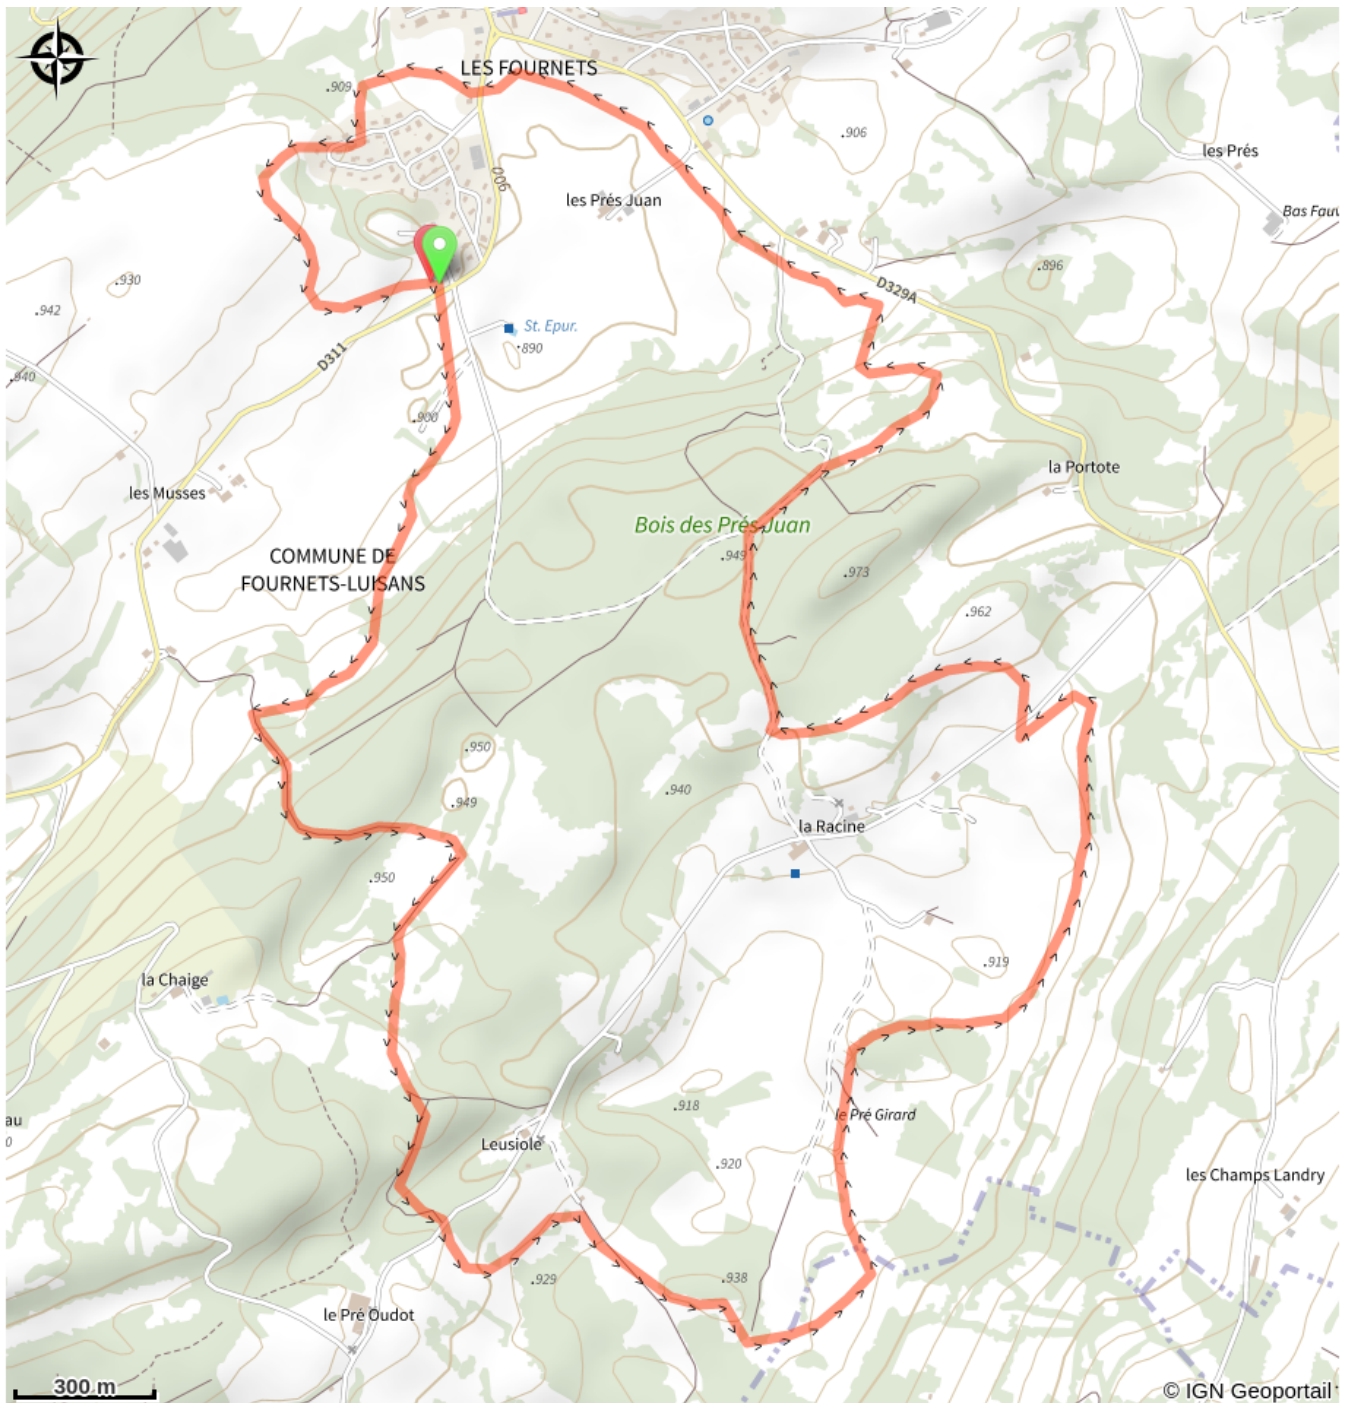 LES FOURNETS
.909
.906
les Prés
les Prés Juan
900
Bas Fauv
.930
.942
.896
D329A
St. Epur.
.890
D311
.940
.900
la Portote
les Musses
Bois des Prés Juan
COMMUNE DE
FOURNETS-LUISANS
.949
.973
.962
.950
.940
.949
la Racine
.950
.919
la Chaige
.918
le Pré Girard
au
Leusiole
.920
les Champs Landry
.929
.938
le Pré Oudot
300 m
© IGN Geoportail